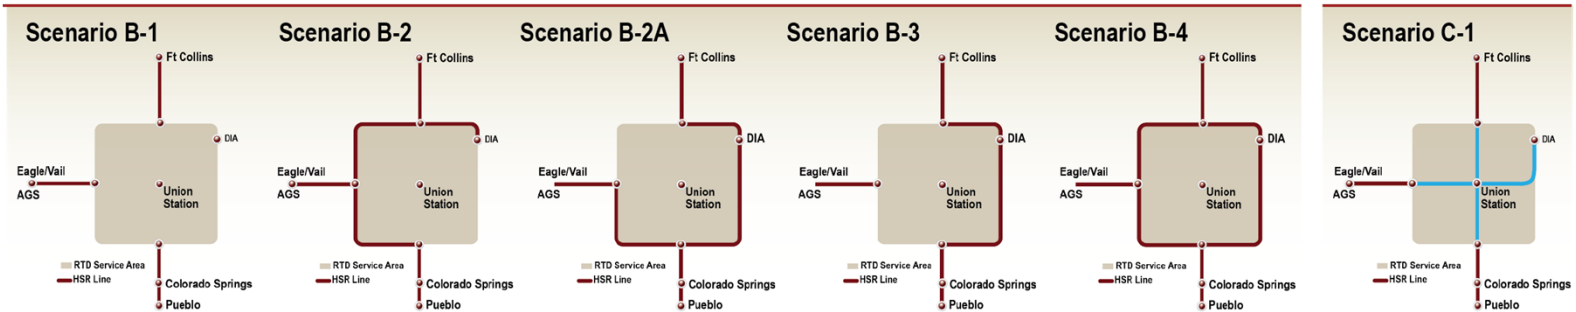 Scenario B-1
Ft Collins
DIA
Eagle/Vail
AGS
Union
Station
RTD Service Area
HSR Line
Colorado Springs
Pueblo
Scenario B-2
Ft Collins
DIA
Eagle/Vail
AGS
Union
Station
RTD Service Area
HSR Line
Colorado Springs
Pueblo
Scenario B-2A
Ft Collins
DIA
Eagle/Vail
AGS
Union
Station
RTD Service Area
HSR Line
Colorado Springs
Pueblo
Scenario B-3
Ft Collins
DIA
Eagle/Vail
AGS
Union
Station
RTD Service Area
HSR Line
Colorado Springs
Pueblo
Scenario B-4
Ft Collins
DIA
Eagle/Vail
AGS
Union
Station
RTD Service Area
HSR Line
Colorado Springs
Pueblo
Scenario C-1
Ft Collins
DIA
Eagle/Vail
AGS
Union
Station
RTD Service Area
HSR Line
Colorado Springs
Pueblo